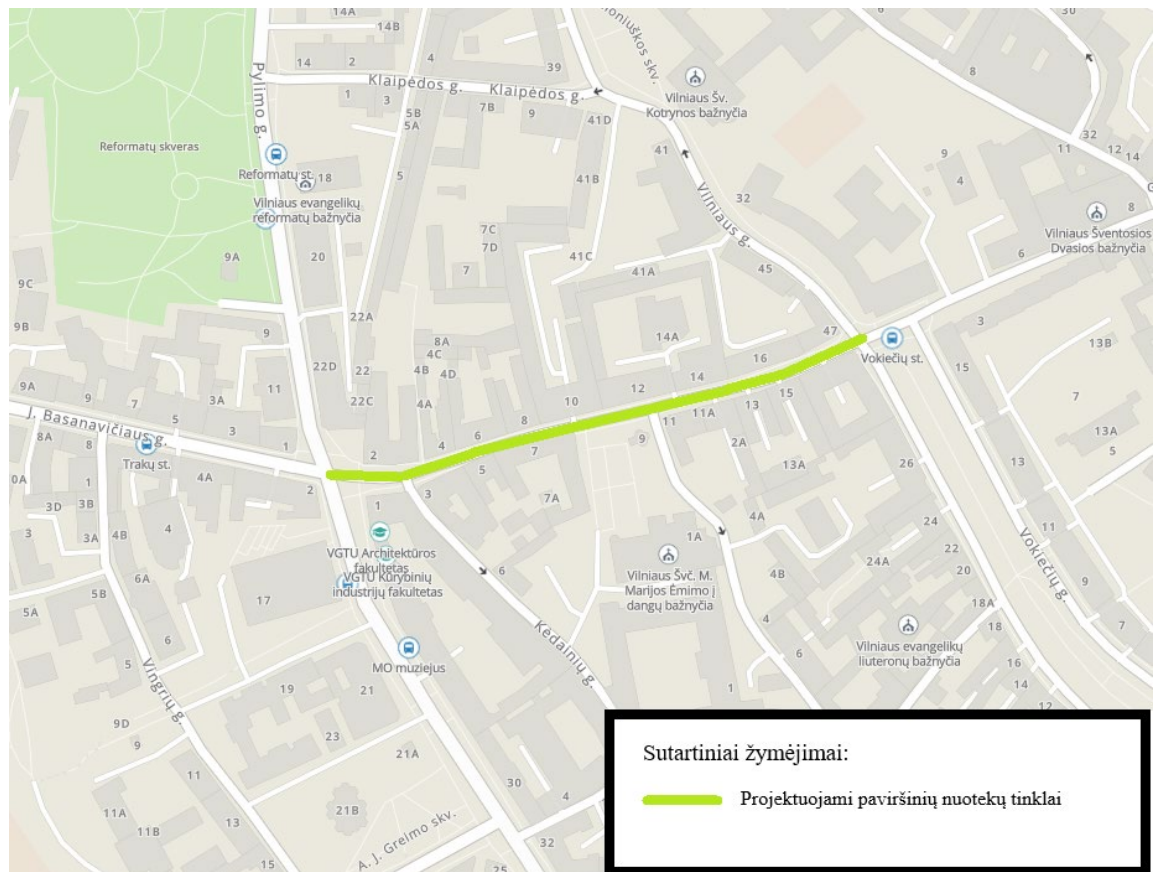 14A
14B
6
30
8
Pylimo g.
14
2
4
39
oniuškos skv.
Klaipėdos g.
Klaipėdos g.
Vilniaus Šv.
Kotrynos bažnyčia
1
3
5B
5A
7B
9
41D
41
32
11
12
14
Reformatų skveras
Reformatų st.
18
Vilniaus evangelikų
reformatų bažnyčia
5
41B
Vilniaus g.
32
9
4
G
8
Vilniaus Šventosios
Dvasios bažnyčia
7C
7D
7
41C
41A
45
6
9A
20
9C
9B
22A
14A
47
Vokiečių st.
3
13B
9
8A
4C
4B
4D
22D
22
22C
16
15
9A
7
5
3A
11
4A
10
12
14
7
J. Basanavičiaus g.
3
1
8
6
4
2
11
11A
13
15
13A
8A
8
Trakų st.
4A
2
5
7
9
2A
13A
26
13
5
0A
1
3D
3B
3
1
7A
4A
24
3
3A
4B
4
VGTU Architektūros
fakultetas
VGTU Kūrybinių
industrijų fakultetas
6
1A
Vilniaus Švč. M.
Marijos Ėmimo į
dangų bažnyčia
4B
24A
22
20
11
Vokiečių g.
9
5A
5B
6A
17
18A
6
4
Vilniaus evangelikų
liuteronų bažnyčia
18
7
5
MO muziejus
Kėdainių g.
6
16
14
12
Vingrių g.
19
21
1
9D
9
23
21A
11
30
4
11A
11B
13
21B
A. J. Greimo skv.
32
15
25
Sutartiniai žymėjimai:
Projektuojami paviršinių nuotekų tinklai